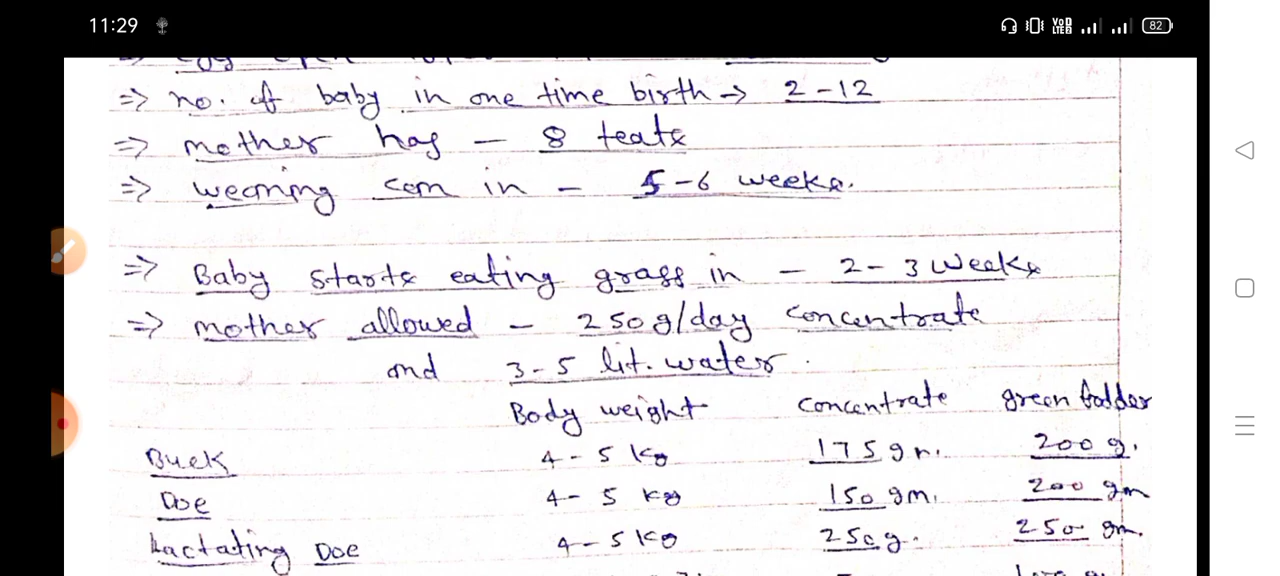 11:29
Vo))
LTE2
82
=> no. of baby in one time birth → 2-12
=> mother has - 8 teats
=> weaning com in - 5-6 weeks.
=> Baby starts eating grass in - 2-3 weeks
=> mother allowed - 250g/day concentrate
and 3-5 lit. water.
Body weight concentrate green fodder
Buck 4-5 kg 175 gm. 200 g.
Doe 4-5 kg 150 gm. 200 gm
Lactating Doe 4-5 kg 250 g. 250 gm.